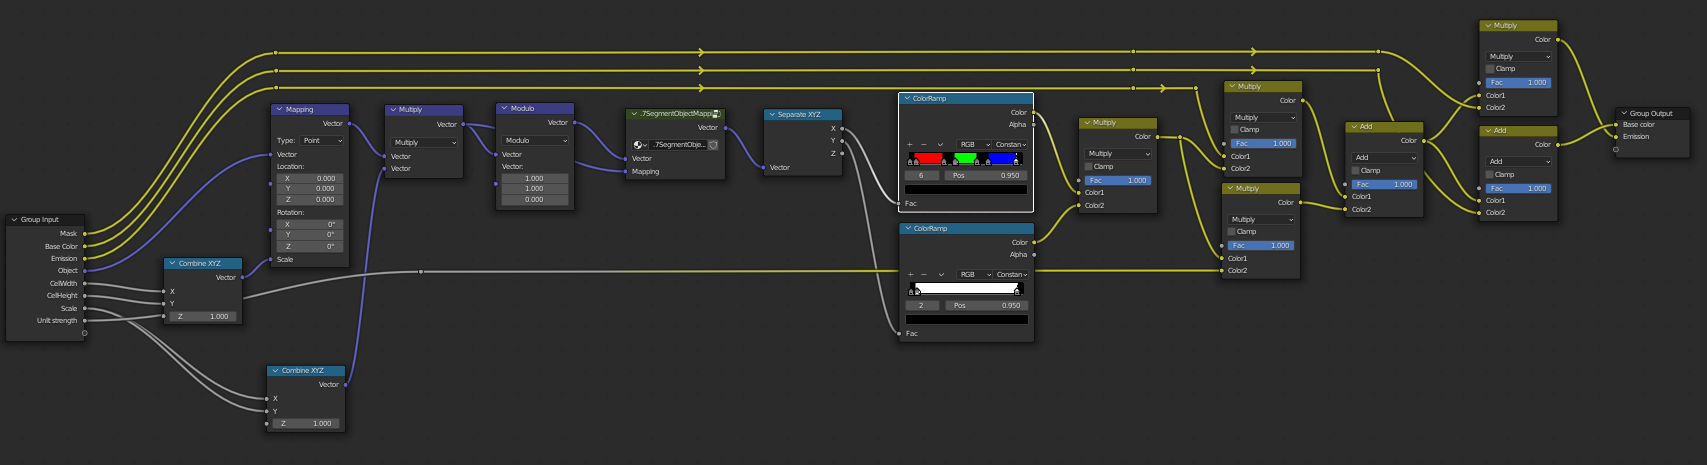 Group Input
Mask
Base Color
Emission
Object
CellWidth
CellHeight
Scale
Unlit strength
Combine XYZ
Vector
X
Y
Z 1.000
Combine XYZ
Vector
X
Y
Z 1.000
Mapping
Vector
Type: Point
Vector
Location:
X 0.000
Y 0.000
Z 0.000
Rotation:
X 0°
Y 0°
Z 0°
Scale
Multiply
Vector
Multiply
Vector
Vector
Modulo
Vector
Modulo
Vector
Vector:
1.000
1.000
0.000
.7SegmentObjectMapping
Vector
.7SegmentObje..
Vector
Mapping
Separate XYZ
X
Y
Z
Vector
ColorRamp
Color
Alpha
+ − RGB Constan
6 Pos 0.950
Fac
ColorRamp
Color
Alpha
+ − RGB Constan
2 Pos 0.950
Fac
Multiply
Color
Multiply
Clamp
Fac 1.000
Color1
Color2
Multiply
Color
Multiply
Clamp
Fac 1.000
Color1
Color2
Multiply
Color
Multiply
Clamp
Fac 1.000
Color1
Color2
Add
Color
Add
Clamp
Fac 1.000
Color1
Color2
Multiply
Color
Multiply
Clamp
Fac 1.000
Color1
Color2
Add
Color
Add
Clamp
Fac 1.000
Color1
Color2
Group Output
Base color
Emission